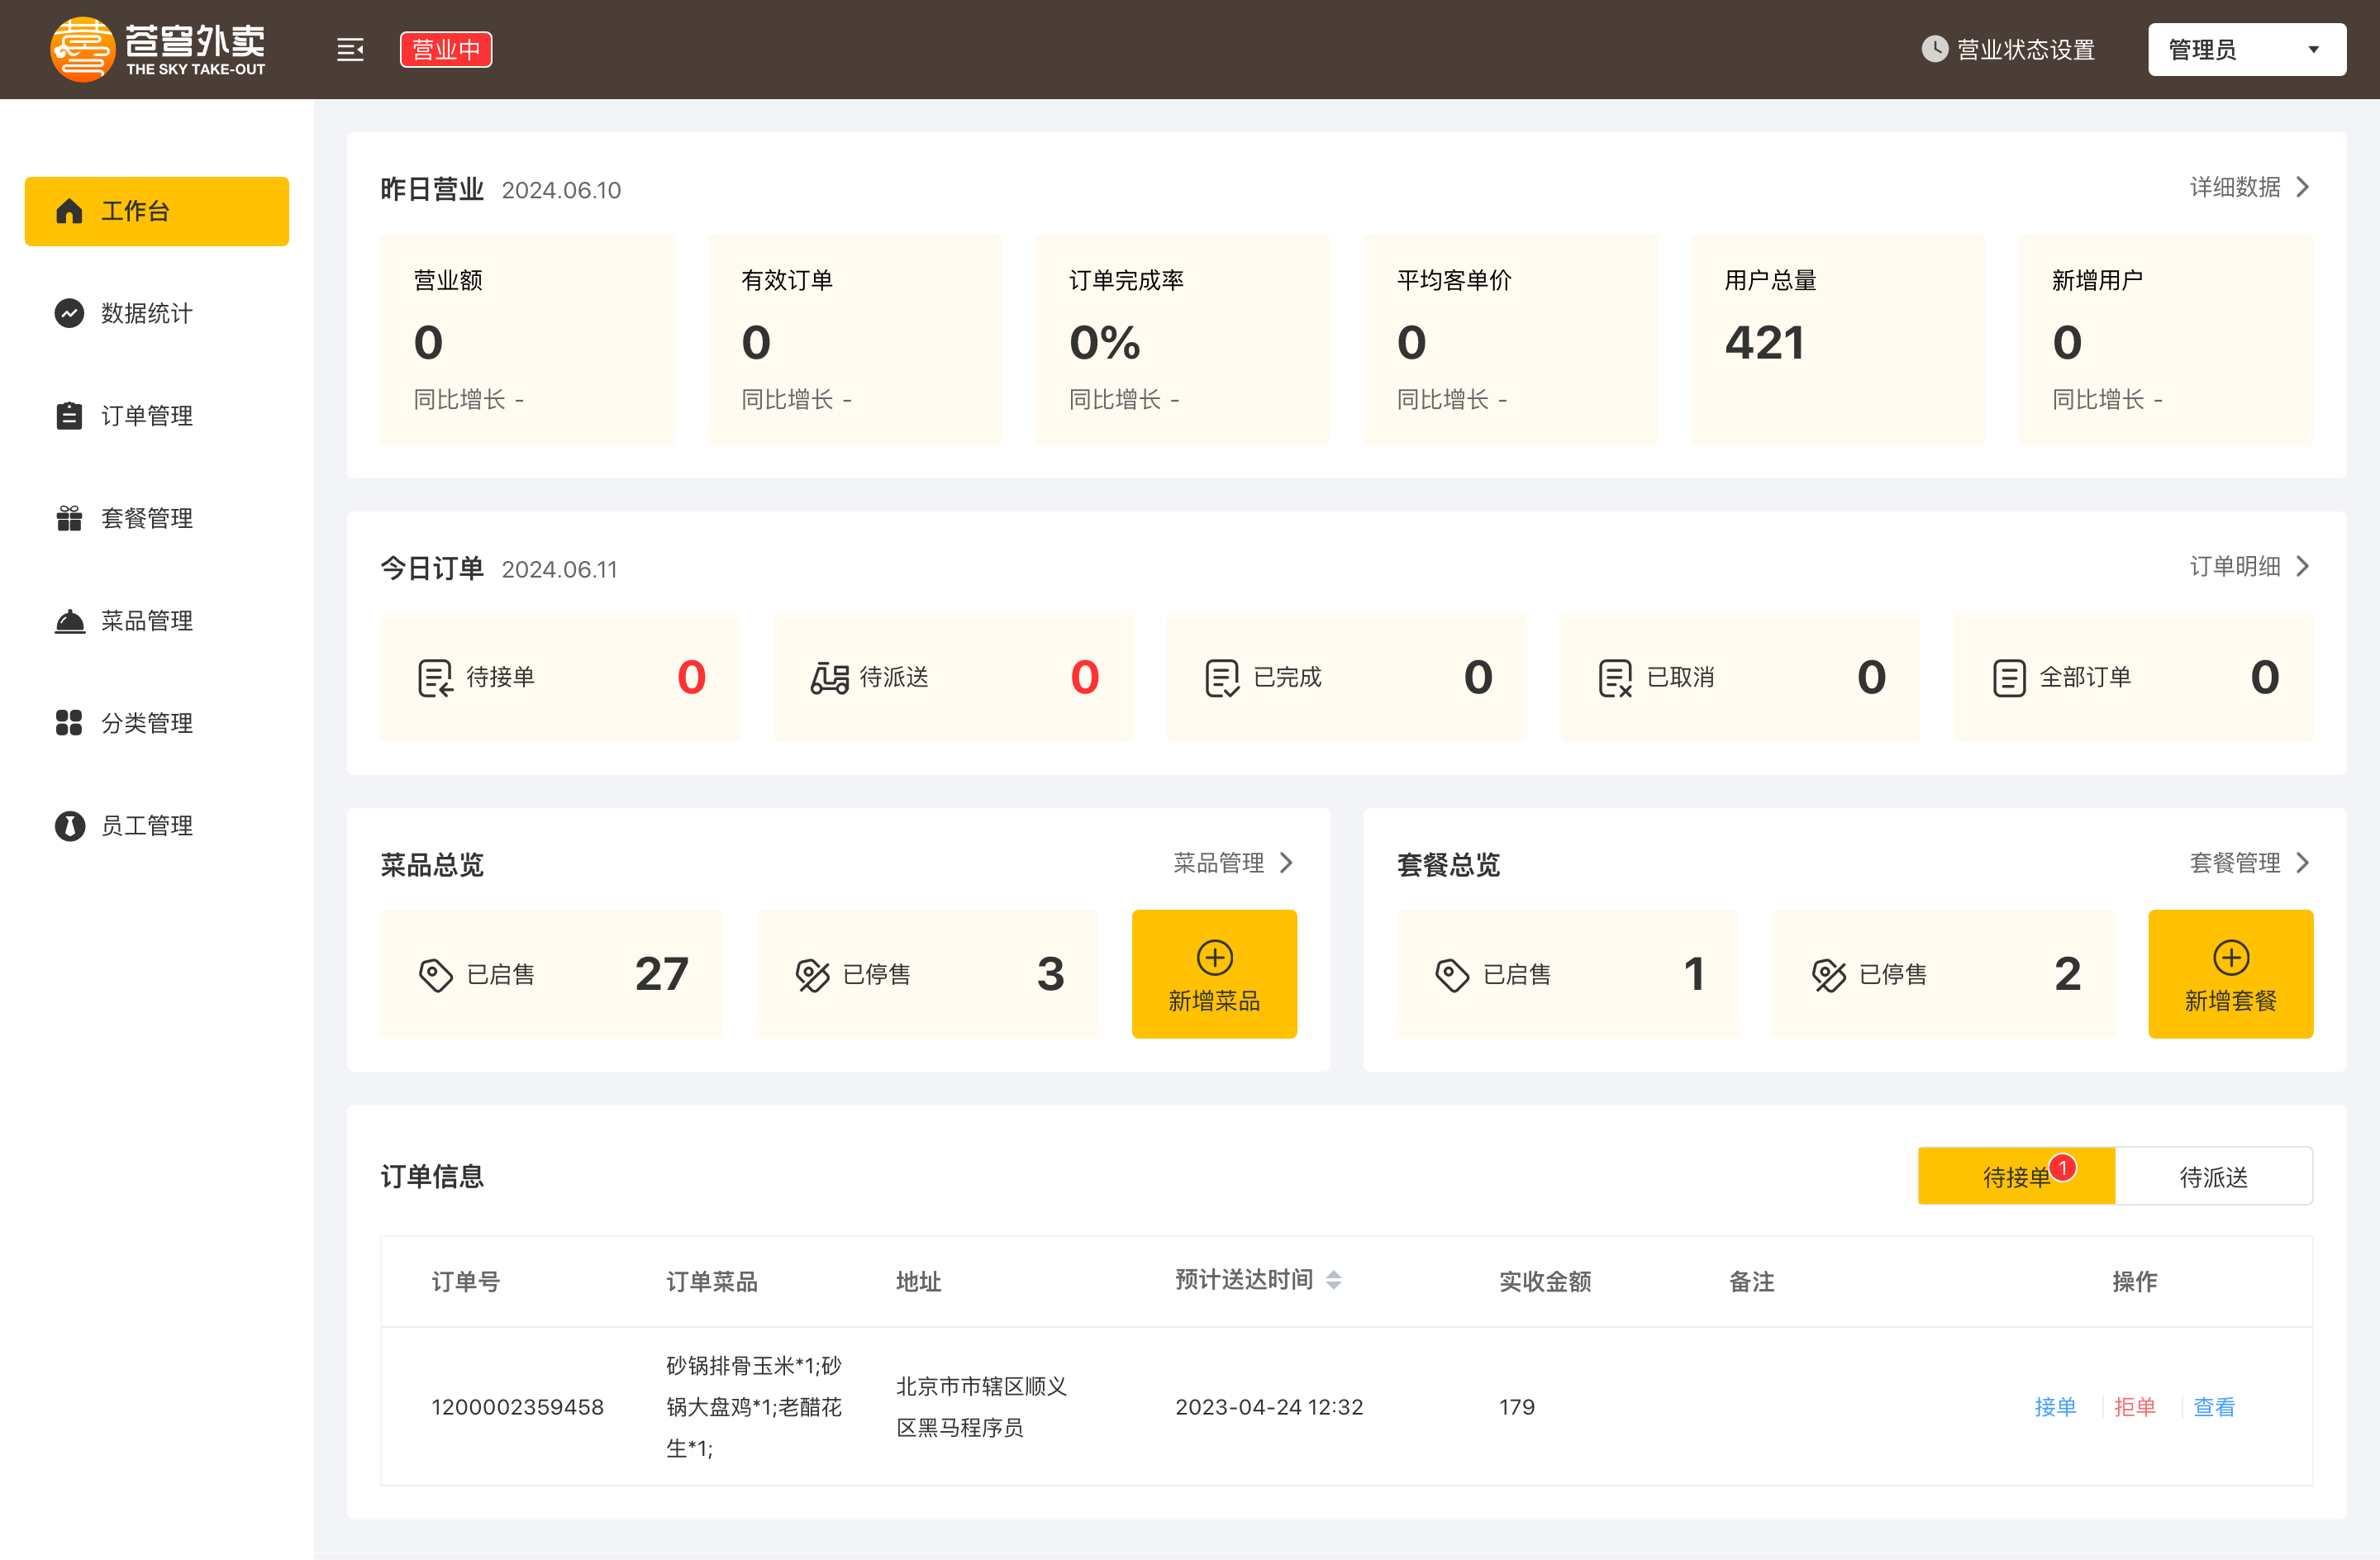 苍穹外卖
THE SKY TAKE-OUT
营业中
营业状态设置
管理员
工作台
数据统计
订单管理
套餐管理
菜品管理
分类管理
员工管理
昨日营业 2024.06.10
详细数据
营业额
0
同比增长 -
有效订单
0
同比增长 -
订单完成率
0%
同比增长 -
平均客单价
0
同比增长 -
用户总量
421
新增用户
0
同比增长 -
今日订单 2024.06.11
订单明细
待接单 0
待派送 0
已完成 0
已取消 0
全部订单 0
菜品总览
菜品管理
已启售 27
已停售 3
新增菜品
套餐总览
套餐管理
已启售 1
已停售 2
新增套餐
订单信息
待接单 1
待派送
订单号 订单菜品 地址 预计送达时间 实收金额 备注 操作
1200002359458
砂锅排骨玉米*1;砂
锅大盘鸡*1;老醋花
生*1;
北京市市辖区顺义
区黑马程序员
2023-04-24 12:32
179
接单 拒单 查看